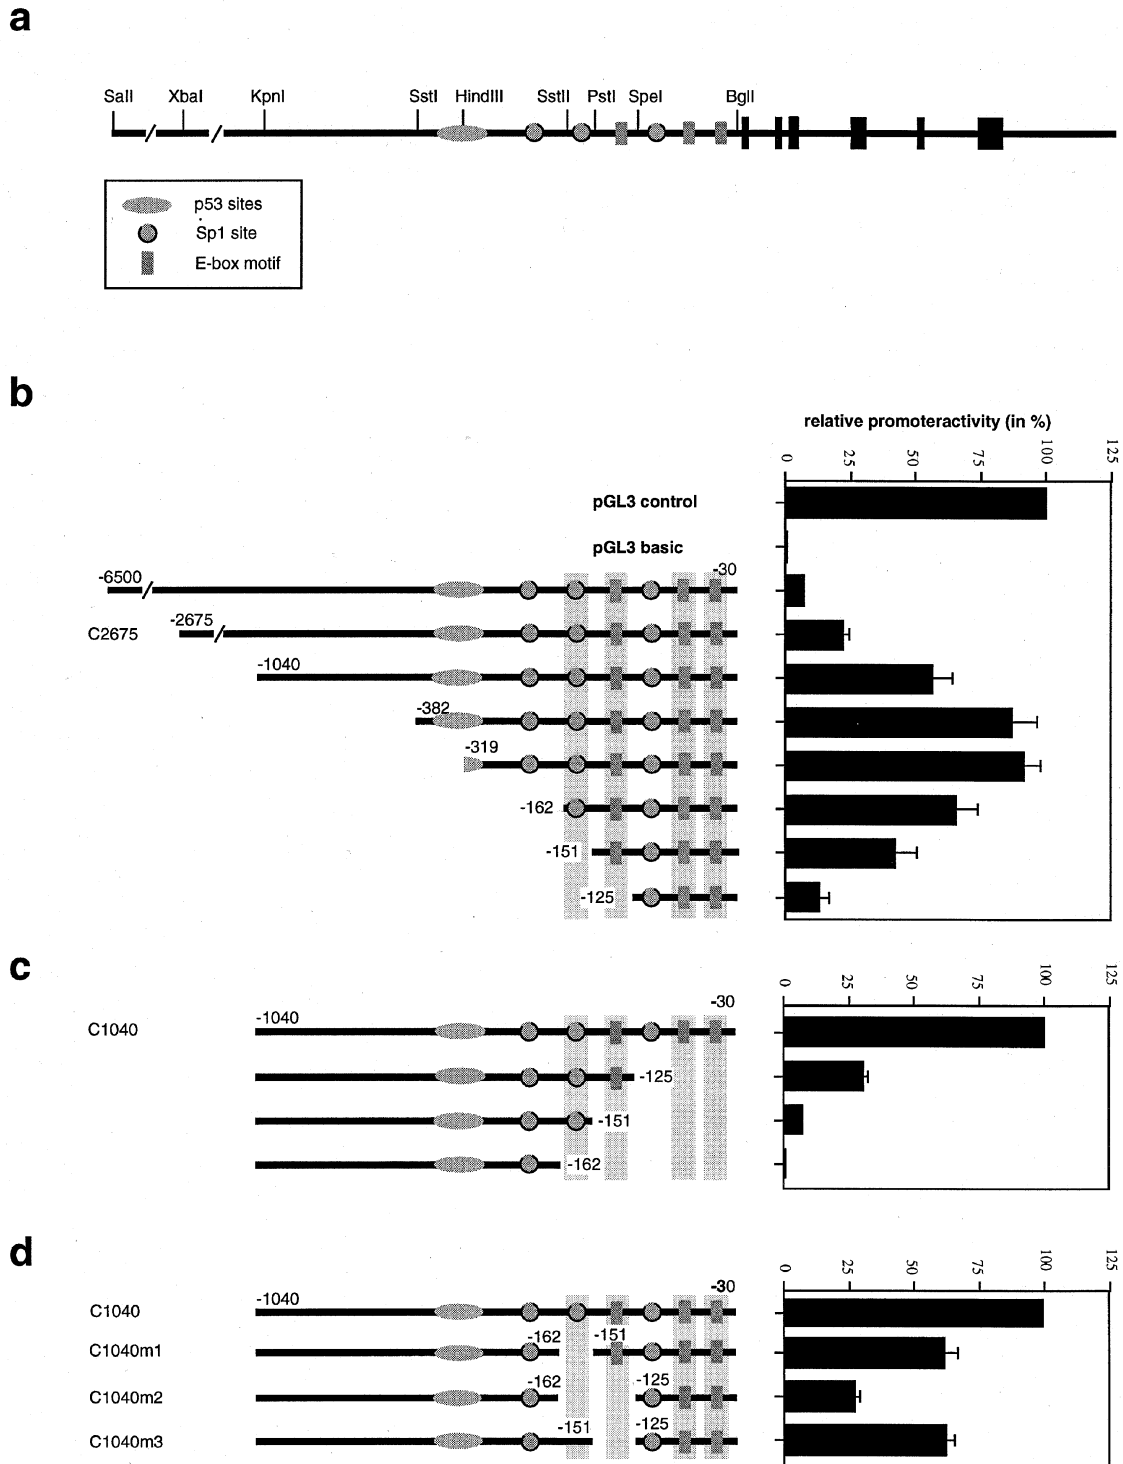 a
SalI XbaI KpnI SstI HindIII SstII PstI SpeI BglI
p53 sites
Sp1 site
E-box motif
b
relative promoteractivity (in %)
0 25 50 75 100 125
pGL3 control
pGL3 basic
-6500 -30
C2675 -2675
-1040
-382
-319
-162
-151
-125
c
0 25 50 75 100 125
-30
C1040 -1040
-125
-151
-162
d
0 25 50 75 100 125
-30
C1040 -1040
C1040m1 -162 -151
C1040m2 -162 -125
C1040m3 -151 -125